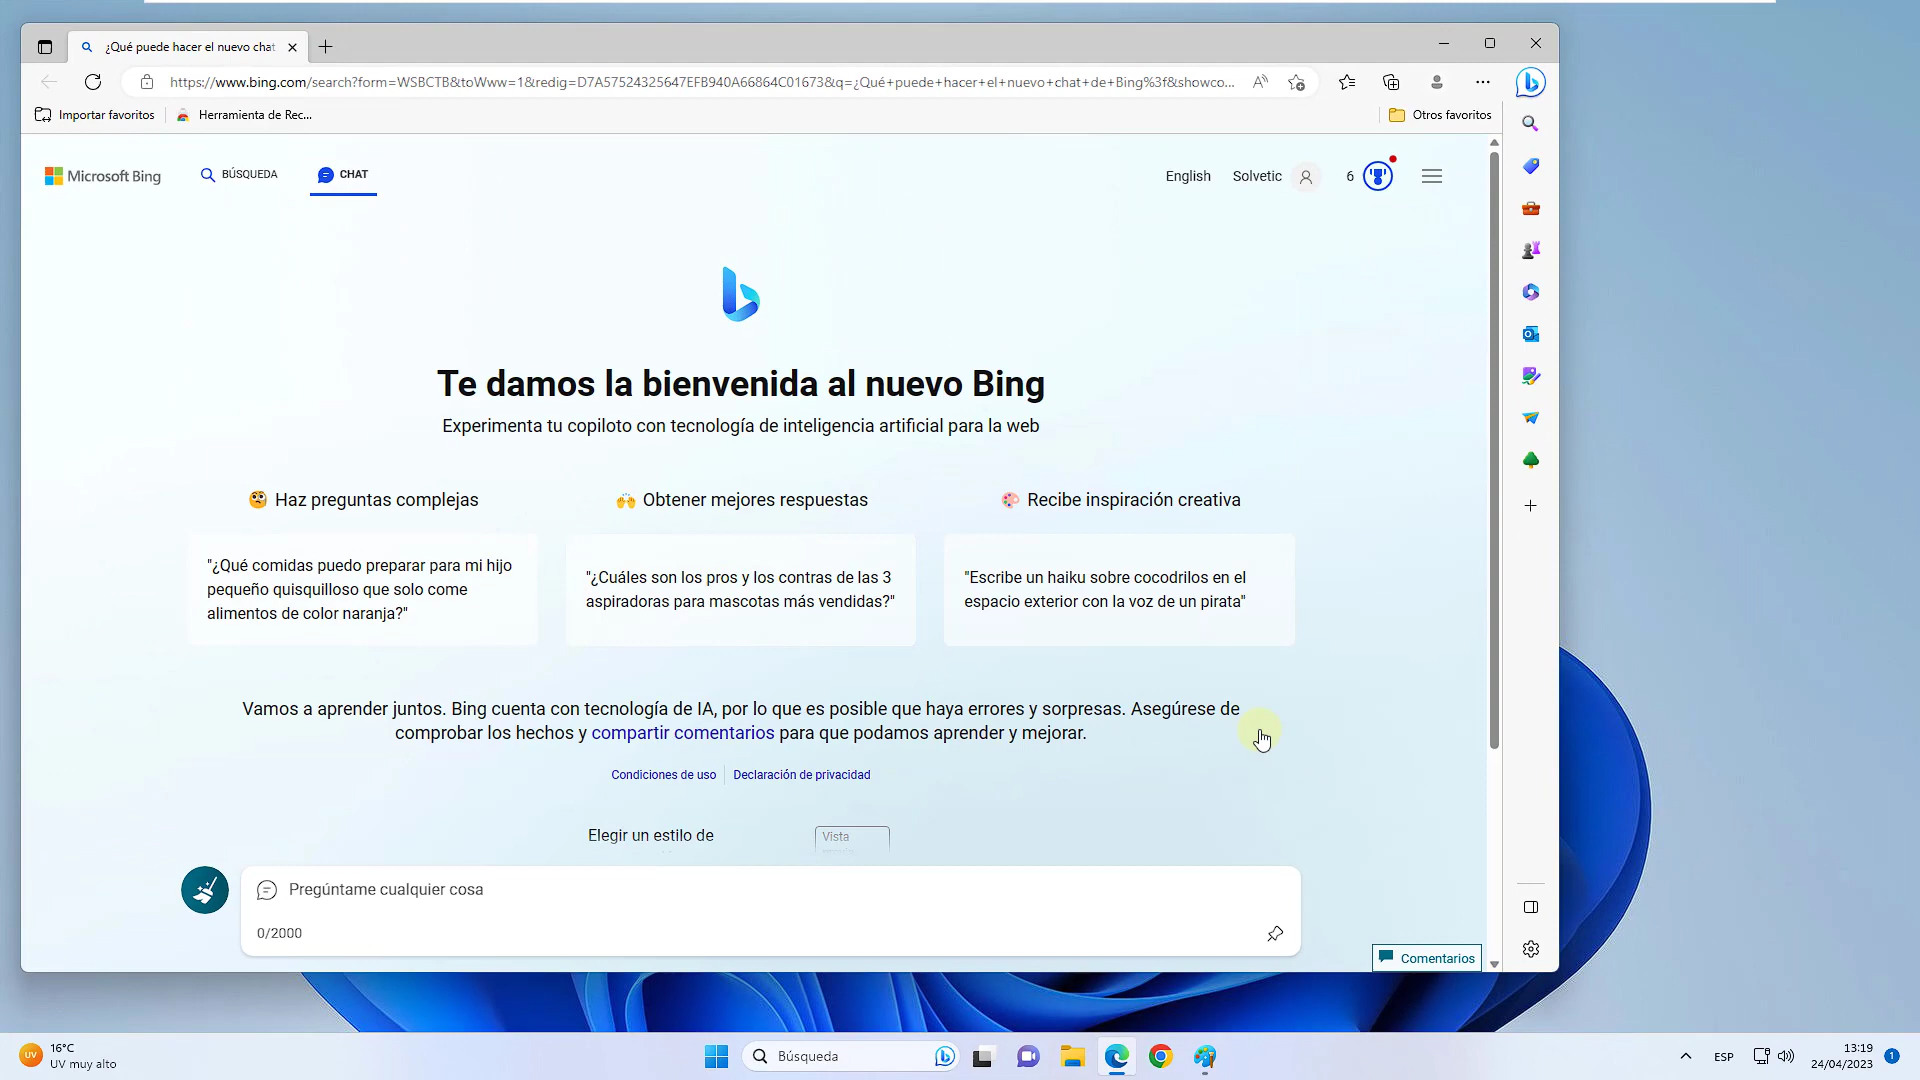 ¿Qué puede hacer el nuevo chat
https://www.bing.com/search?form=WSBCTB&toWww=1&redig=D7A57524325647EFB940A66864C01673&q=¿Qué+puede+hacer+el+nuevo+chat+de+Bing%3f&showco...
Importar favoritos
Herramienta de Rec...
Otros favoritos
Microsoft Bing
BÚSQUEDA
CHAT
English
Solvetic
6
Te damos la bienvenida al nuevo Bing
Experimenta tu copiloto con tecnología de inteligencia artificial para la web
Haz preguntas complejas
"¿Qué comidas puedo preparar para mi hijo
pequeño quisquilloso que solo come
alimentos de color naranja?"
Obtener mejores respuestas
"¿Cuáles son los pros y los contras de las 3
aspiradoras para mascotas más vendidas?"
Recibe inspiración creativa
"Escribe un haiku sobre cocodrilos en el
espacio exterior con la voz de un pirata"
Vamos a aprender juntos. Bing cuenta con tecnología de IA, por lo que es posible que haya errores y sorpresas. Asegúrese de
comprobar los hechos y compartir comentarios para que podamos aprender y mejorar.
Condiciones de uso
Declaración de privacidad
Elegir un estilo de
Vista
Pregúntame cualquier cosa
0/2000
Comentarios
UV
16°C
UV muy alto
Búsqueda
ESP
13:19
24/04/2023
1